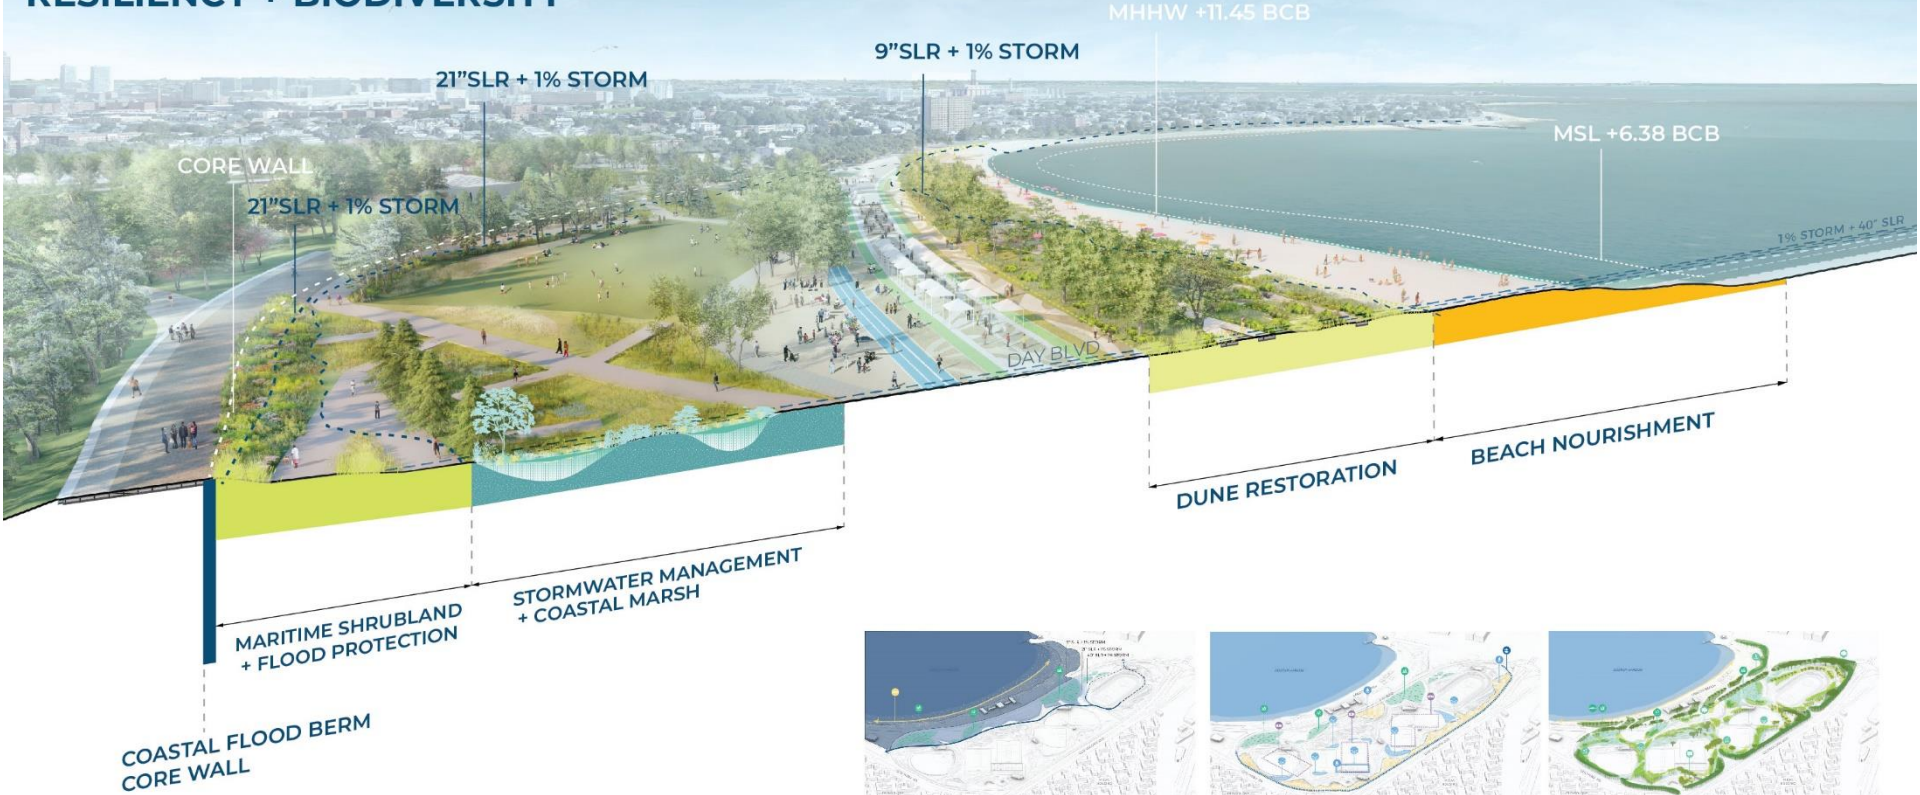 RESILIENCY + BIODIVERSITY
MHHW +11.45 BCB
9”SLR + 1% STORM
21”SLR + 1% STORM
MSL +6.38 BCB
CORE WALL
21”SLR + 1% STORM
1% STORM + 40" SLR
DAY BLVD
BEACH NOURISHMENT
DUNE RESTORATION
STORMWATER MANAGEMENT
+ COASTAL MARSH
MARITIME SHRUBLAND
+ FLOOD PROTECTION
COASTAL FLOOD BERM
CORE WALL